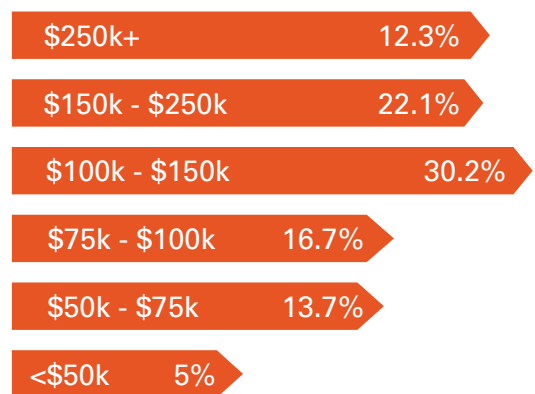 $250k+ 12.3%
$150k - $250k 22.1%
$100k - $150k 30.2%
$75k - $100k 16.7%
$50k - $75k 13.7%
<$50k 5%